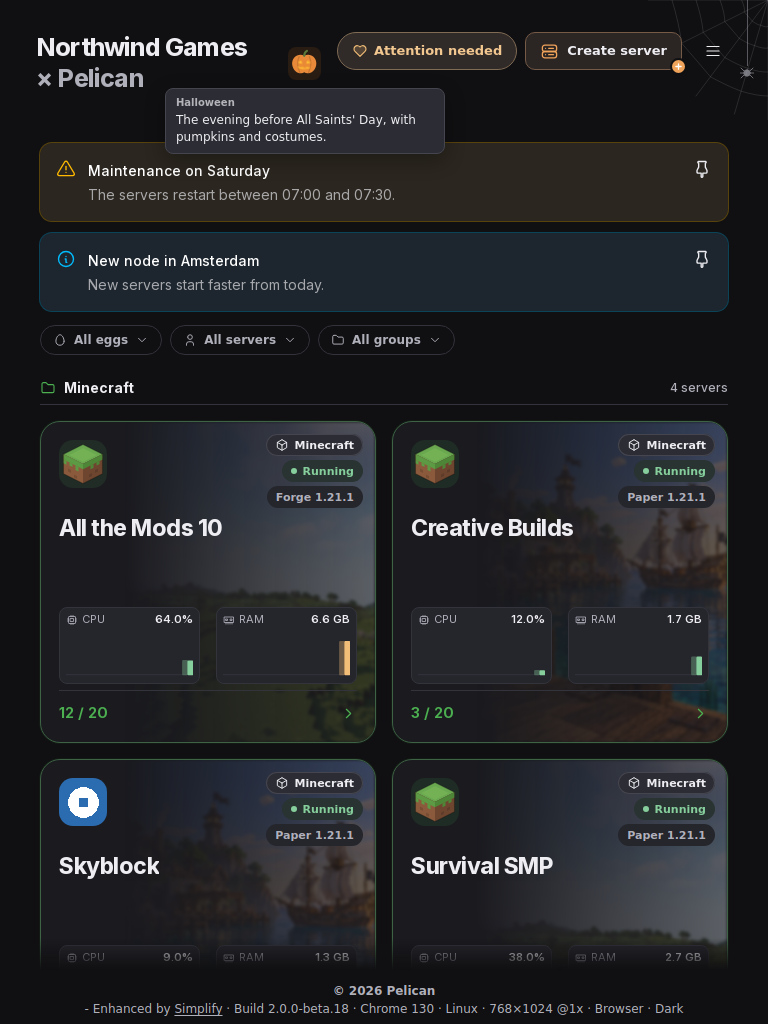 Northwind Games
× Pelican
Attention needed
Create server
Halloween
The evening before All Saints' Day, with
pumpkins and costumes.
Maintenance on Saturday
The servers restart between 07:00 and 07:30.
New node in Amsterdam
New servers start faster from today.
All eggs
All servers
All groups
Minecraft
4 servers
Minecraft
Running
Forge 1.21.1
All the Mods 10
CPU 64.0%
RAM 6.6 GB
12 / 20
Minecraft
Running
Paper 1.21.1
Creative Builds
CPU 12.0%
RAM 1.7 GB
3 / 20
Minecraft
Running
Paper 1.21.1
Skyblock
CPU 9.0%
RAM 1.3 GB
Minecraft
Running
Paper 1.21.1
Survival SMP
CPU 38.0%
RAM 2.7 GB
© 2026 Pelican
- Enhanced by Simplify · Build 2.0.0-beta.18 · Chrome 130 · Linux · 768×1024 @1x · Browser · Dark